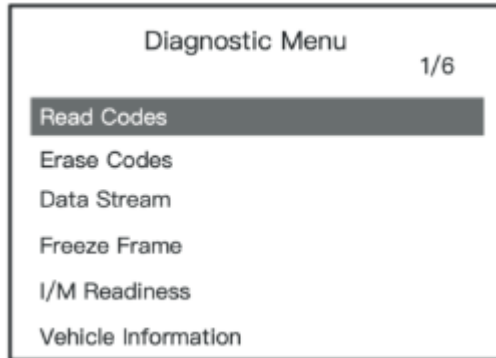 Diagnostic Menu
1/6
Read Codes
Erase Codes
Data Stream
Freeze Frame
I/M Readiness
Vehicle Information